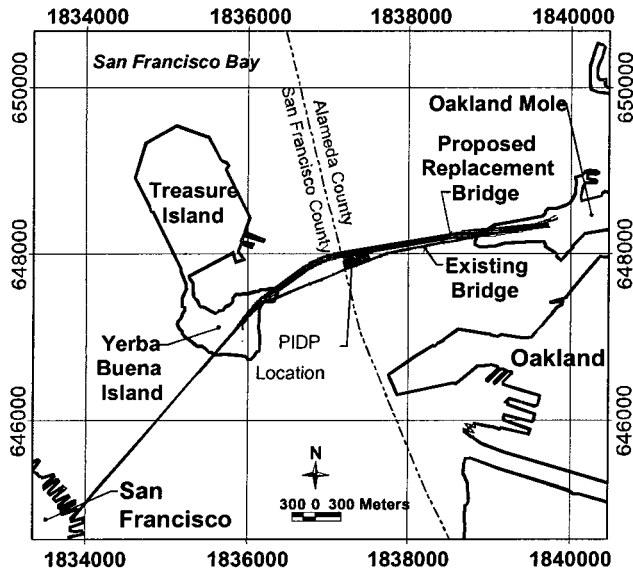 1834000 1836000 1838000 1840000
San Francisco Bay
650000
650000
Alameda County
San Francisco County
Oakland Mole
Proposed
Replacement
Bridge
Treasure
Island
648000
648000
Existing
Bridge
Yerba
Buena
Island
PIDP
Location
Oakland
646000
646000
N
300 0 300 Meters
San
Francisco
1834000 1836000 1838000 1840000